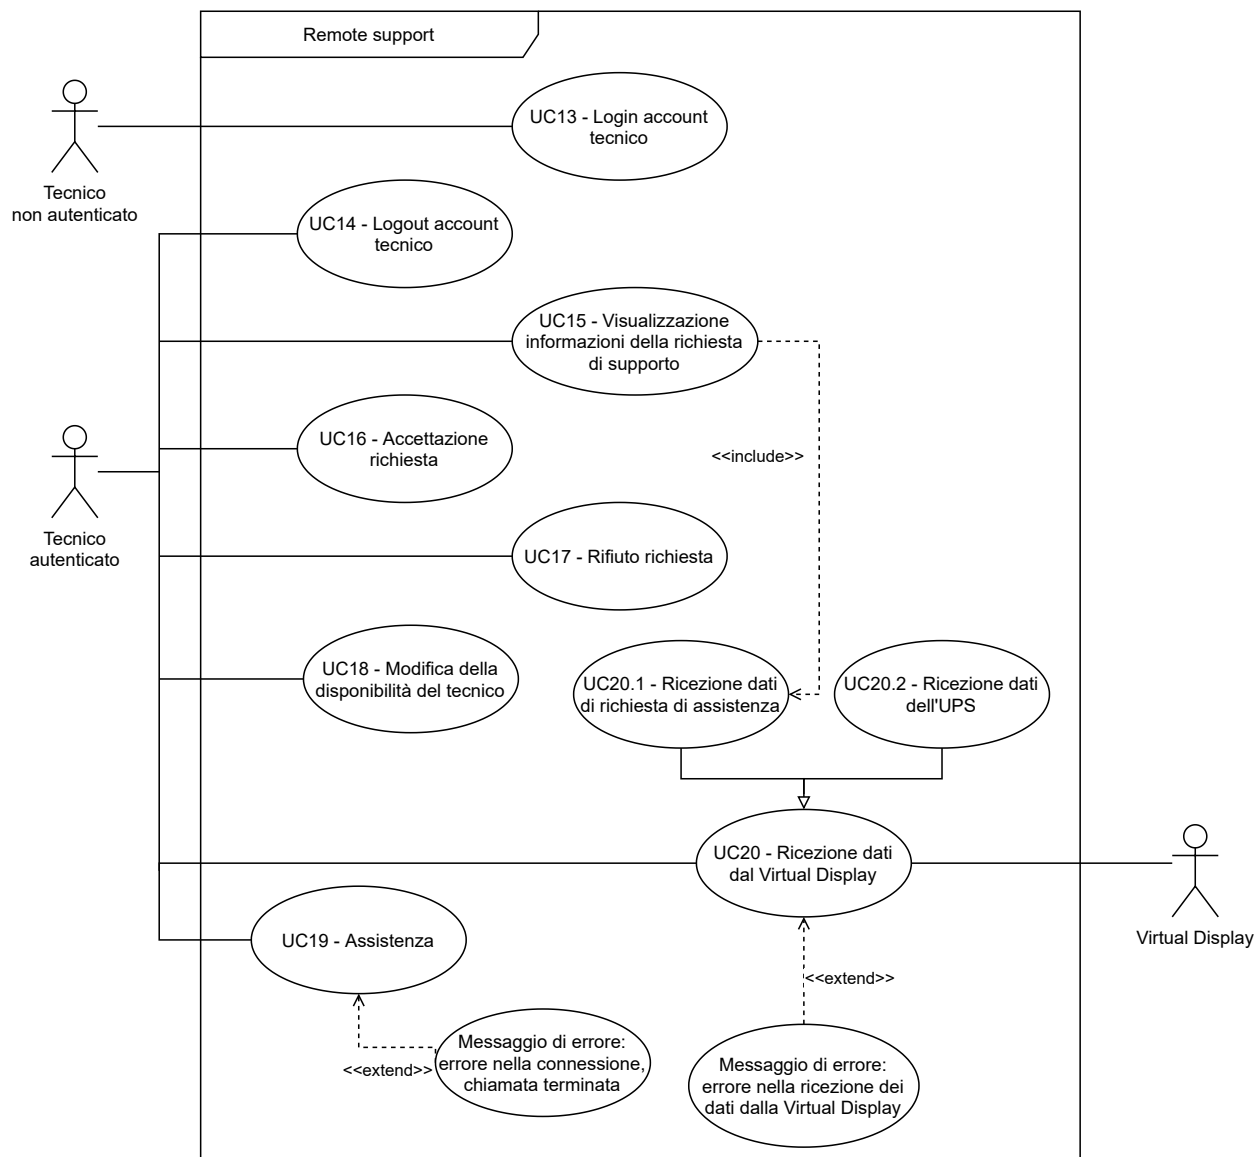 Remote support
UC13 - Login account
tecnico
Tecnico
non autenticato
UC14 - Logout account
tecnico
UC15 - Visualizzazione
informazioni della richiesta
di supporto
UC16 - Accettazione
richiesta
<<include>>
Tecnico
autenticato
UC17 - Rifiuto richiesta
UC18 - Modifica della
disponibilità del tecnico
UC20.1 - Ricezione dati
di richiesta di assistenza
UC20.2 - Ricezione dati
dell'UPS
UC20 - Ricezione dati
dal Virtual Display
Virtual Display
UC19 - Assistenza
<<extend>>
Messaggio di errore:
errore nella connessione,
chiamata terminata
<<extend>>
Messaggio di errore:
errore nella ricezione dei
dati dalla Virtual Display